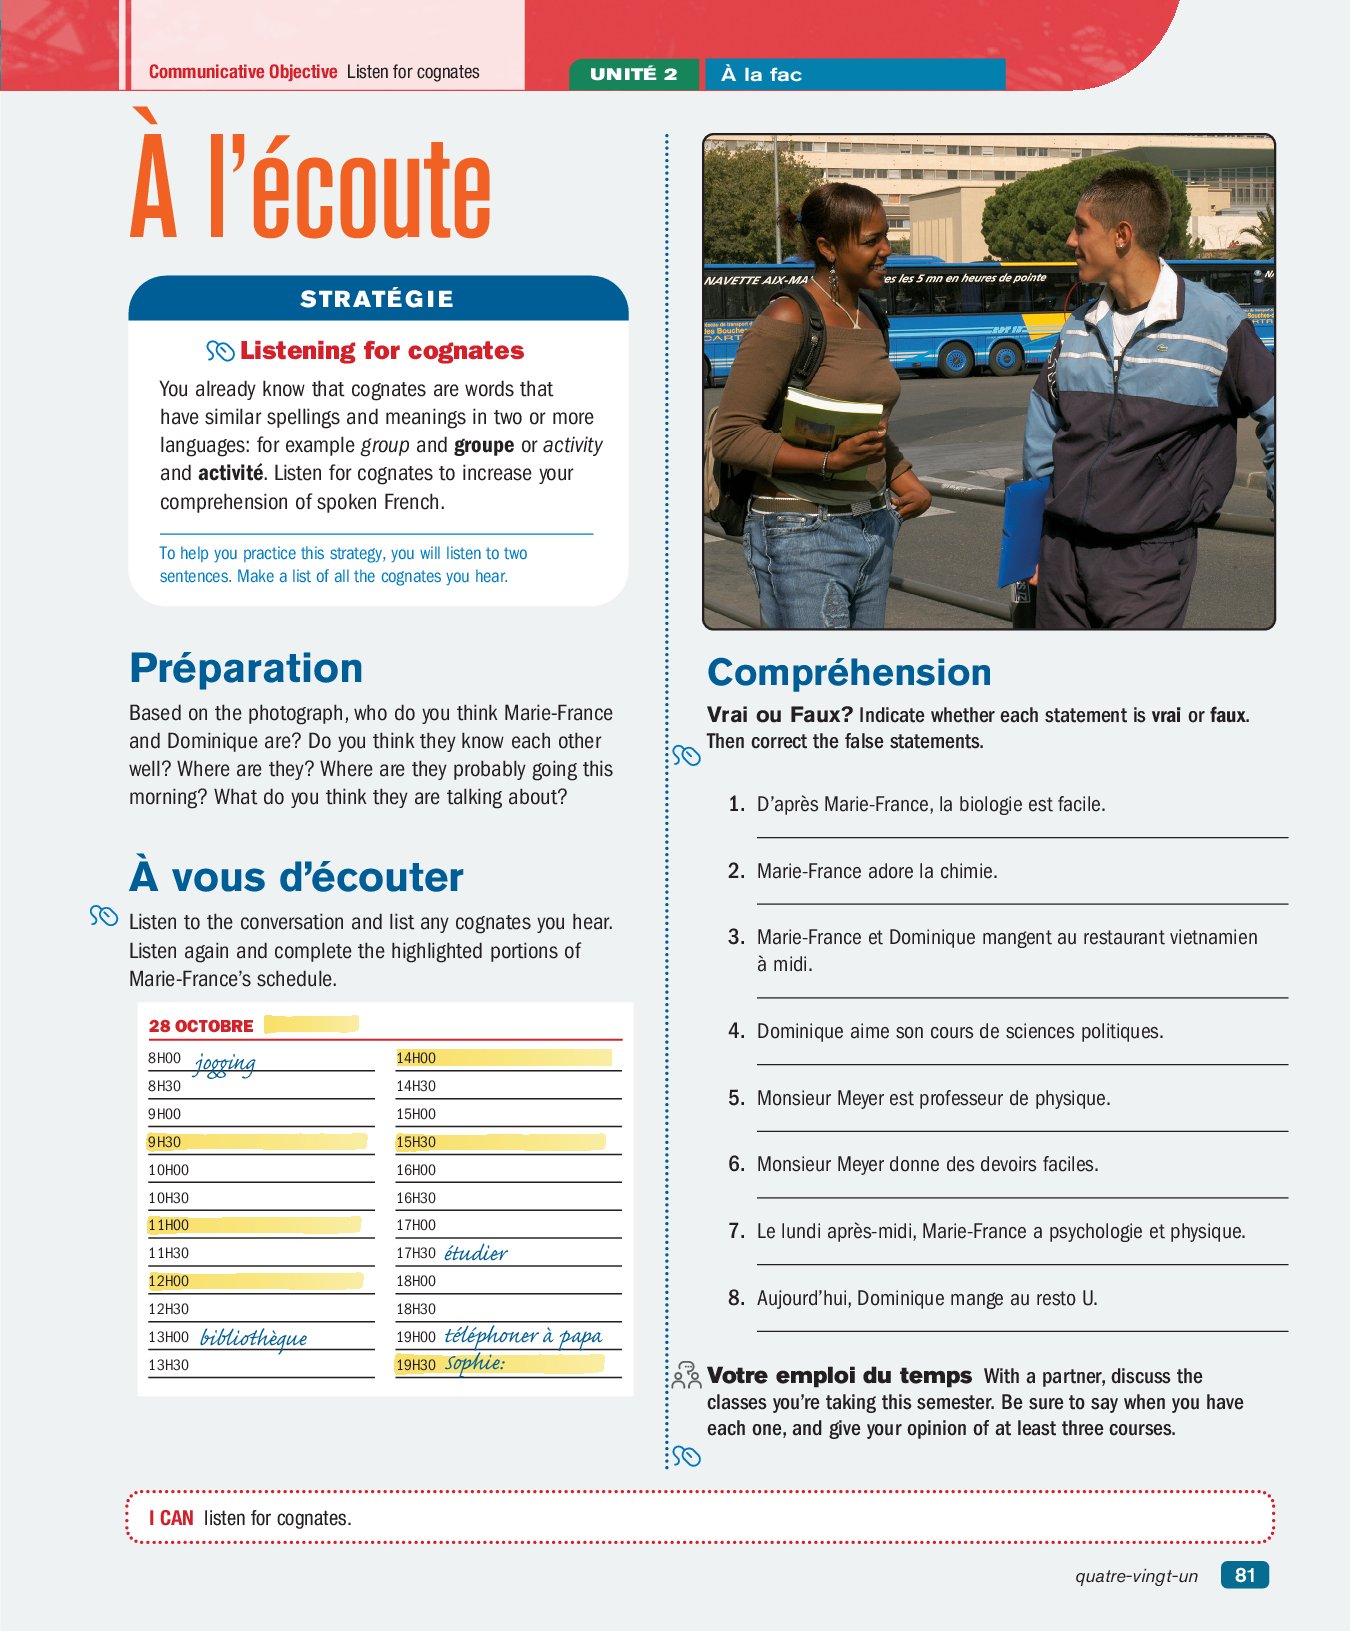 Communicative Objective Listen for cognates
UNITÉ 2 À la fac
À l'écoute
STRATÉGIE
Listening for cognates
You already know that cognates are words that
have similar spellings and meanings in two or more
languages: for example group and groupe or activity
and activité. Listen for cognates to increase your
comprehension of spoken French.
To help you practice this strategy, you will listen to two
sentences. Make a list of all the cognates you hear.
Préparation
Based on the photograph, who do you think Marie-France
and Dominique are? Do you think they know each other
well? Where are they? Where are they probably going this
morning? What do you think they are talking about?
À vous d'écouter
Listen to the conversation and list any cognates you hear.
Listen again and complete the highlighted portions of
Marie-France's schedule.
28 OCTOBRE
8H00 jogging
8H30
9H00
9H30
10H00
10H30
11H00
11H30
12H00
12H30
13H00 bibliothèque
13H30
14H00
14H30
15H00
15H30
16H00
16H30
17H00
17H30 étudier
18H00
18H30
19H00 téléphoner à papa
19H30 Sophie:
NAVETTE AIX-MA
es les 5 mn en heures de pointe
des Bouches-
CART
Compréhension
Vrai ou Faux? Indicate whether each statement is vrai or faux.
Then correct the false statements.
1. D'après Marie-France, la biologie est facile.
2. Marie-France adore la chimie.
3. Marie-France et Dominique mangent au restaurant vietnamien
à midi.
4. Dominique aime son cours de sciences politiques.
5. Monsieur Meyer est professeur de physique.
6. Monsieur Meyer donne des devoirs faciles.
7. Le lundi après-midi, Marie-France a psychologie et physique.
8. Aujourd'hui, Dominique mange au resto U.
Votre emploi du temps With a partner, discuss the
classes you're taking this semester. Be sure to say when you have
each one, and give your opinion of at least three courses.
I CAN listen for cognates.
quatre-vingt-un 81